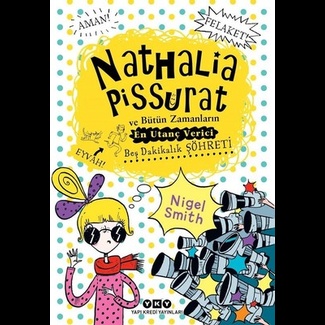 AMAN!
FELAKET!
NatHaLia
PiSSuRat
ve Bütün Zamanların
En Utanç Verici
Beş Dakikalık ŞÖHRETİ
EYVAH!
Nigel
Smith
YKY
YAPI KREDİ YAYINLARI